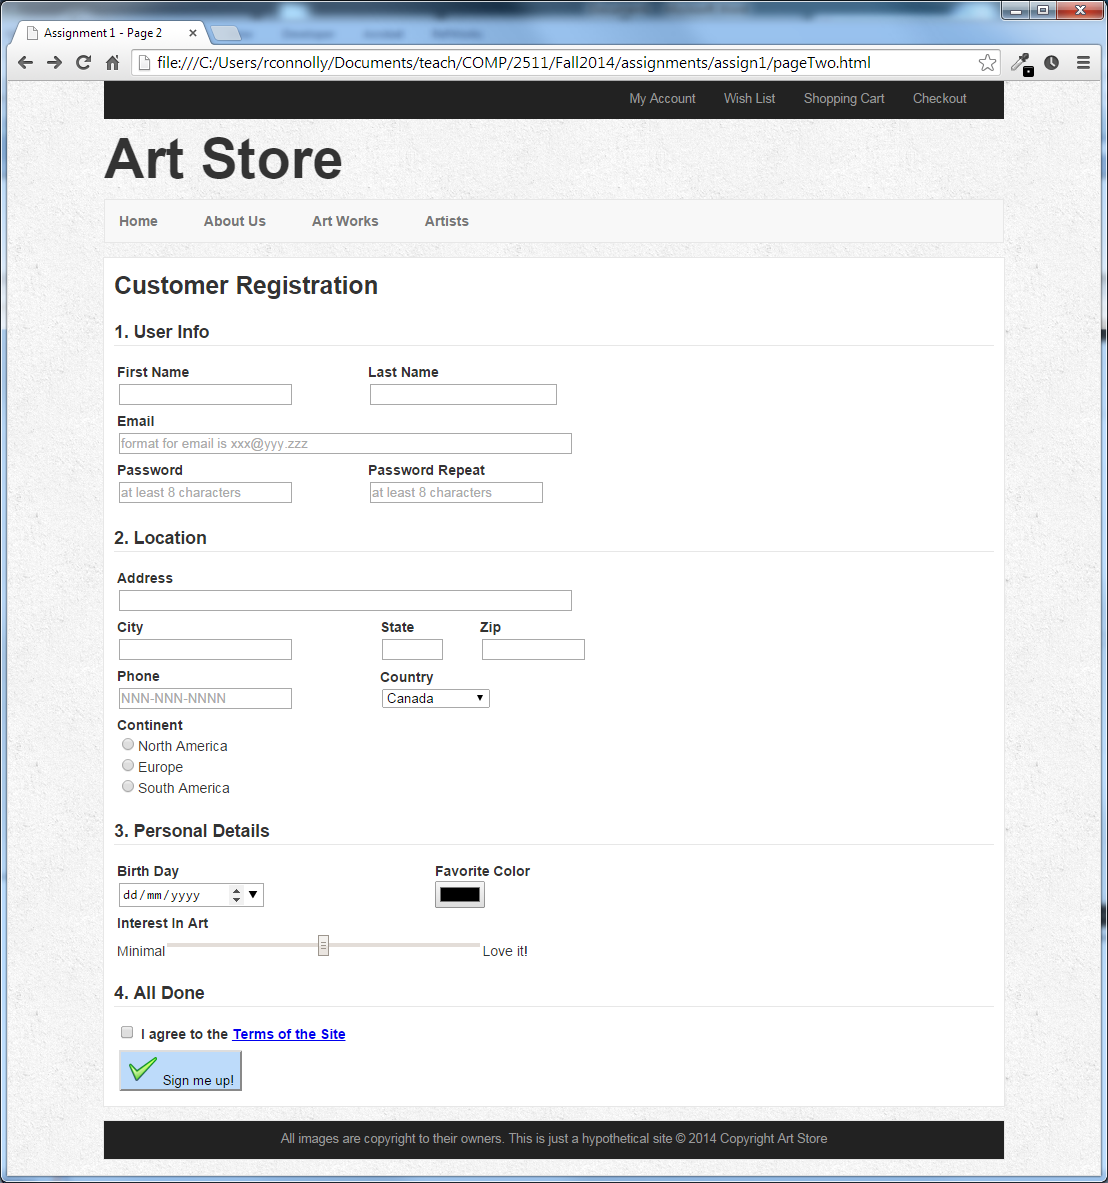 Assignment 1 - Page 2
file:///C:/Users/rconnolly/Documents/teach/COMP/2511/Fall2014/assignments/assign1/pageTwo.html
My Account Wish List Shopping Cart Checkout
Art Store
Home About Us Art Works Artists
Customer Registration
1. User Info
First Name Last Name
Email
format for email is xxx@yyy.zzz
Password Password Repeat
at least 8 characters at least 8 characters
2. Location
Address
City State Zip
Phone Country
NNN-NNN-NNNN Canada
Continent
North America
Europe
South America
3. Personal Details
Birth Day Favorite Color
dd/mm/yyyy
Interest In Art
Minimal Love it!
4. All Done
I agree to the Terms of the Site
Sign me up!
All images are copyright to their owners. This is just a hypothetical site © 2014 Copyright Art Store